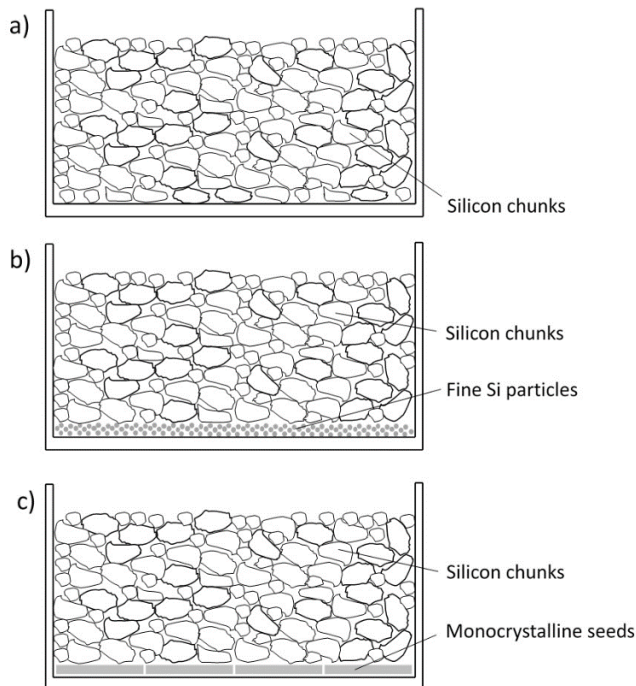 a)
Silicon chunks
b)
Silicon chunks
Fine Si particles
c)
Silicon chunks
Monocrystalline seeds